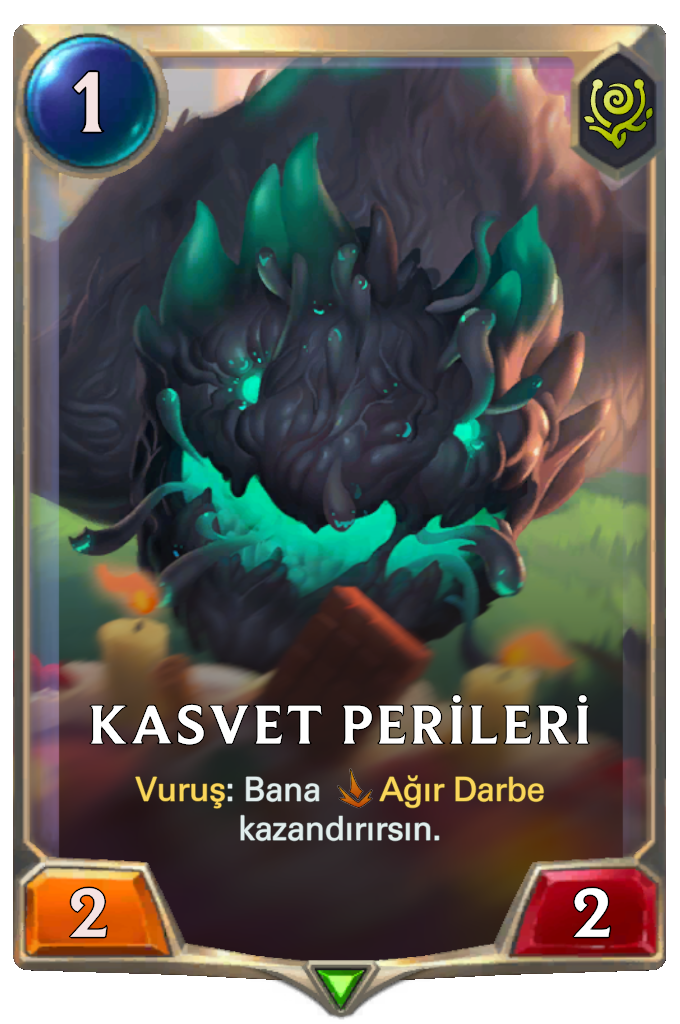 1
KASVET PERİLERİ
Vuruş: Bana Ağır Darbe
kazandırırsın.
2
2